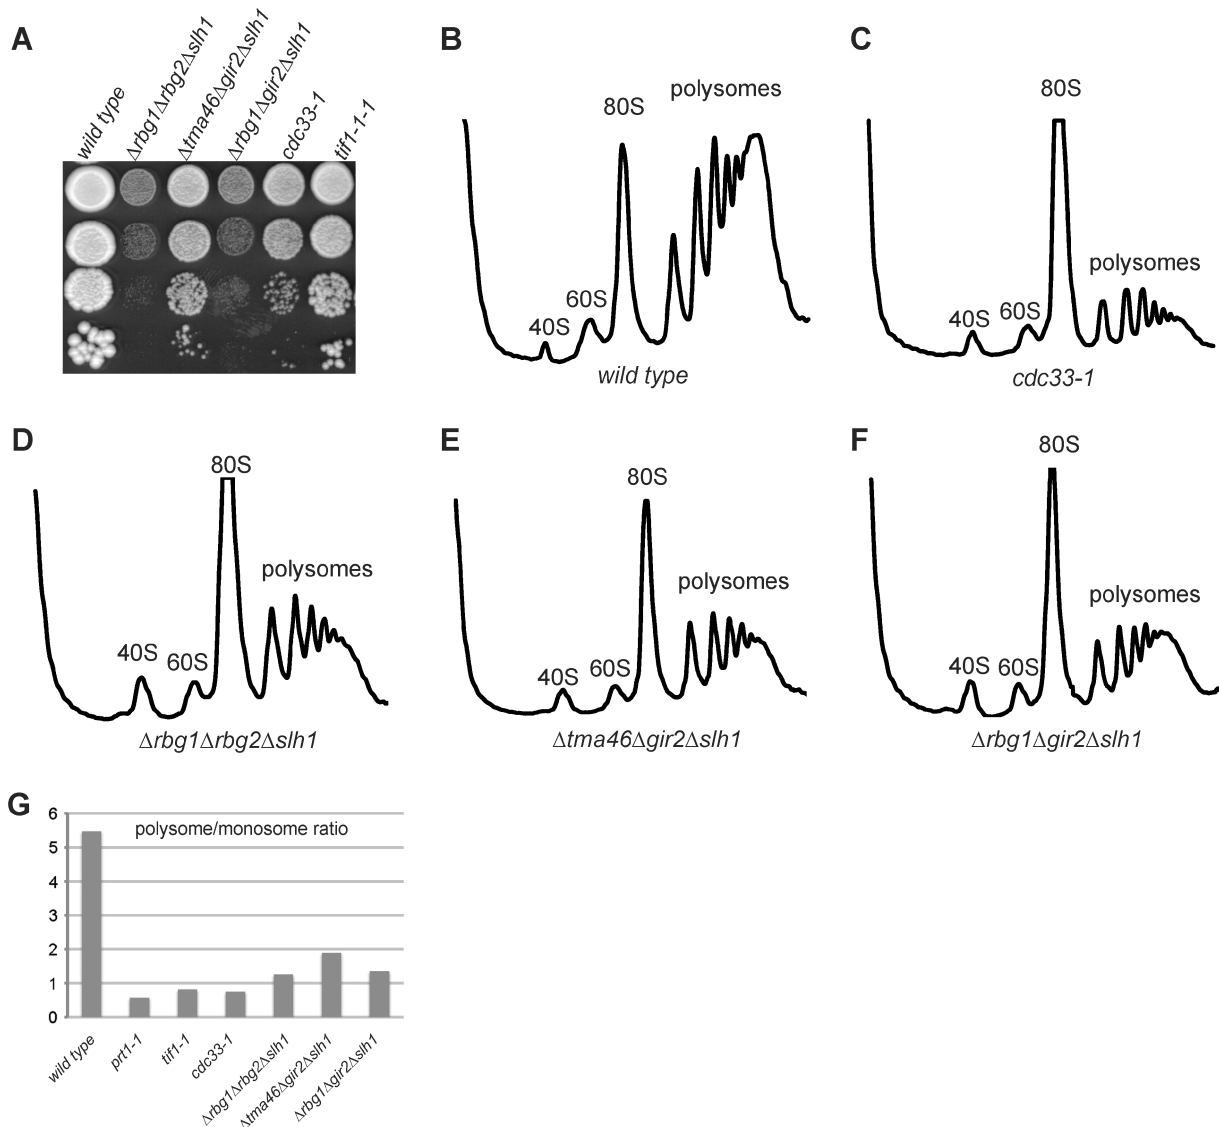 A
wild type
Δrbg1Δrbg2Δslh1
Δtma46Δgir2Δslh1
Δrbg1Δgir2Δslh1
cdc33-1
tif1-1-1
B
80S
polysomes
60S
40S
wild type
C
80S
polysomes
40S
60S
cdc33-1
D
80S
polysomes
40S
60S
Δrbg1Δrbg2Δslh1
E
80S
polysomes
40S
60S
Δtma46Δgir2Δslh1
F
80S
polysomes
40S
60S
Δrbg1Δgir2Δslh1
G
polysome/monosome ratio
6
5
4
3
2
1
0
wild type
prt1-1
tif1-1
cdc33-1
Δrbg1Δrbg2Δslh1
Δtma46Δgir2Δslh1
Δrbg1Δgir2Δslh1